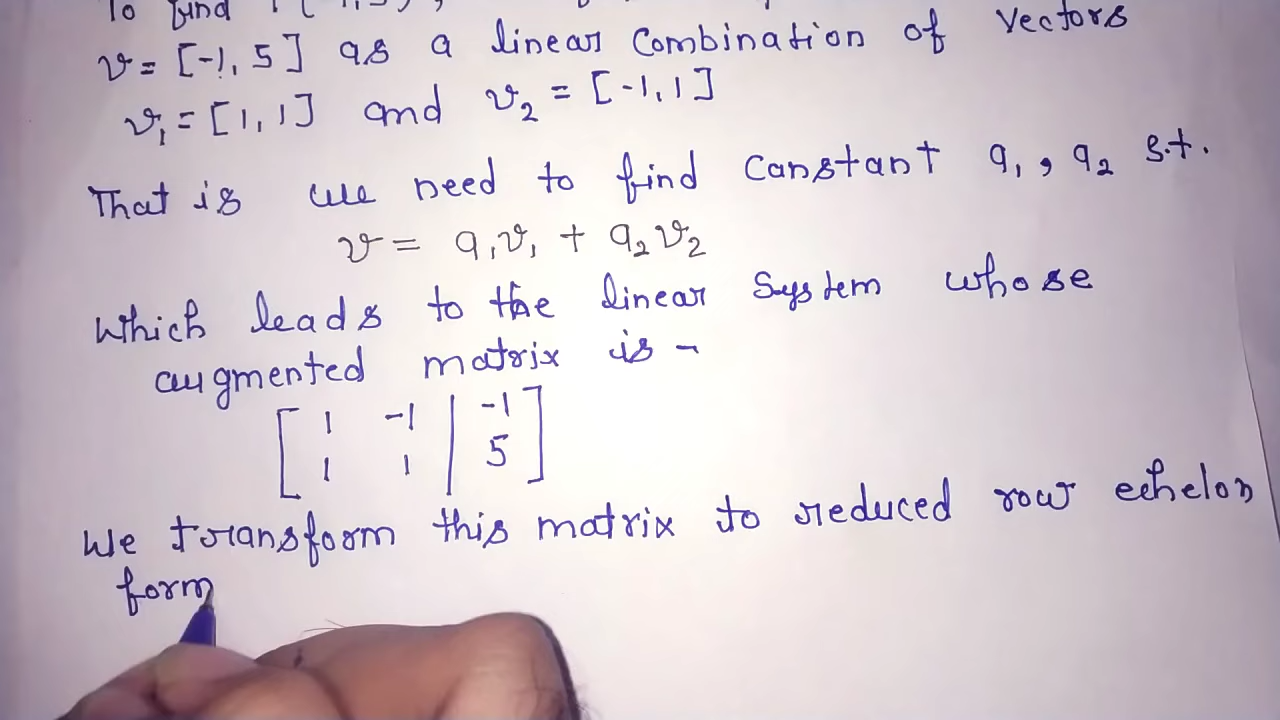 To find
v = [-1, 5] as a linear combination of vectors
v₁ = [1, 1] and v₂ = [-1, 1]
That is we need to find constant a₁, a₂ s.t.
v = a₁v₁ + a₂v₂
which leads to the linear system whose
augmented matrix is -
[ 1 -1 | -1
1 1 | 5 ]
We transform this matrix to reduced row echelon
form